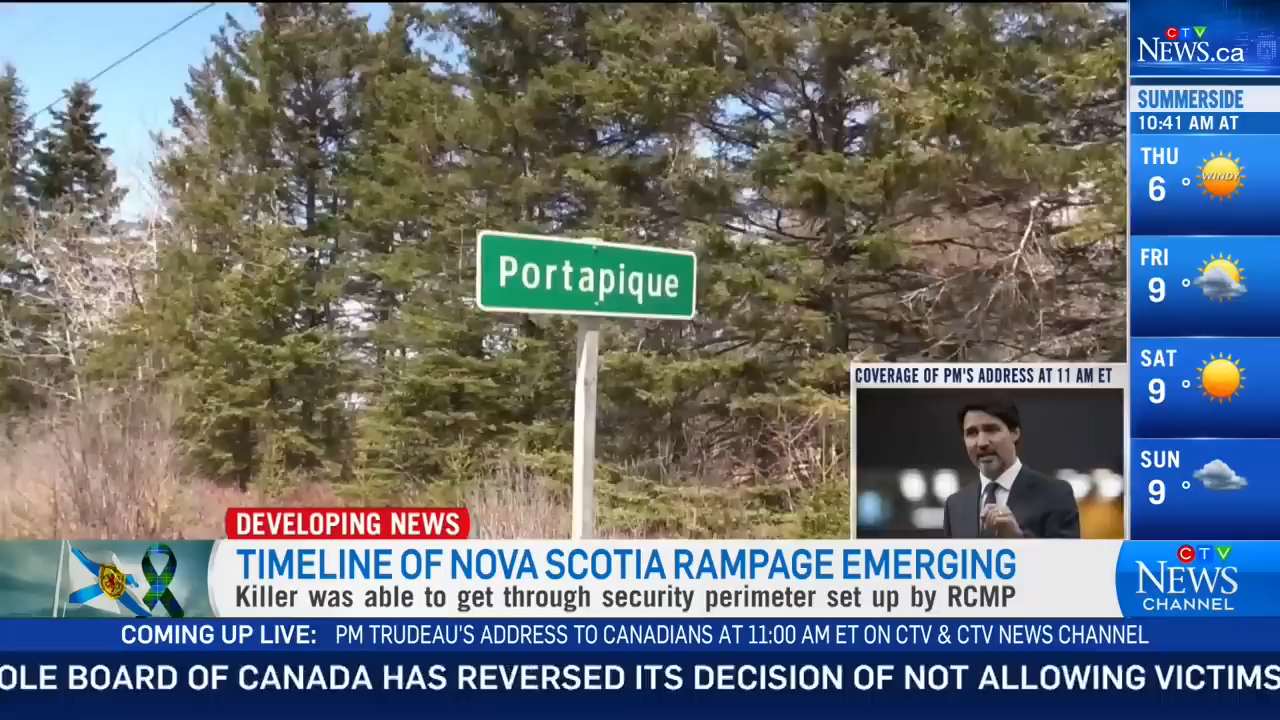 Portapique
COVERAGE OF PM'S ADDRESS AT 11 AM ET
DEVELOPING NEWS
TIMELINE OF NOVA SCOTIA RAMPAGE EMERGING
Killer was able to get through security perimeter set up by RCMP
COMING UP LIVE: PM TRUDEAU'S ADDRESS TO CANADIANS AT 11:00 AM ET ON CTV & CTV NEWS CHANNEL
OLE BOARD OF CANADA HAS REVERSED ITS DECISION OF NOT ALLOWING VICTIMS
CTV
NEWS.ca
SUMMERSIDE
10:41 AM AT
THU
6°
WINDY
FRI
9°
SAT
9°
SUN
9°
CTV
NEWS
CHANNEL